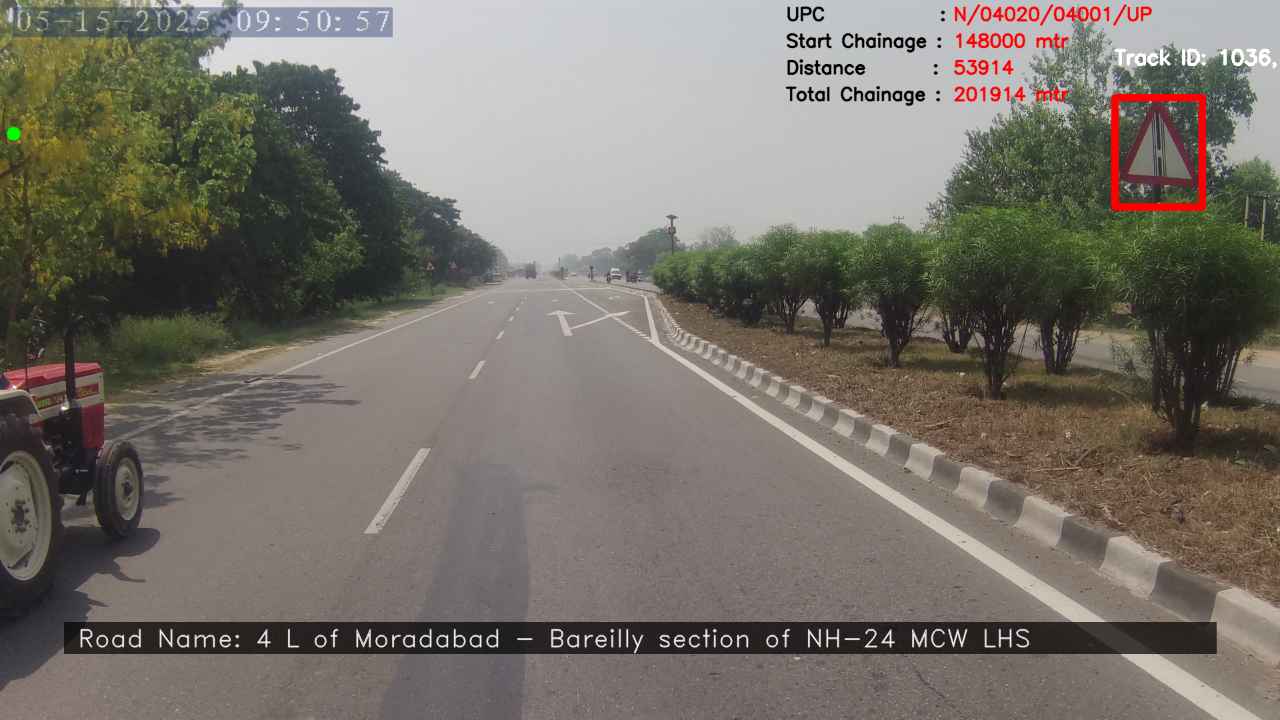 05-15-2025 09:50:57
UPC : N/04020/04001/UP
Start Chainage : 148000 mtr
Distance : 53914
Total Chainage : 201914 mtr
Track ID: 1036,
Road Name: 4 L of Moradabad - Bareilly section of NH-24 MCW LHS